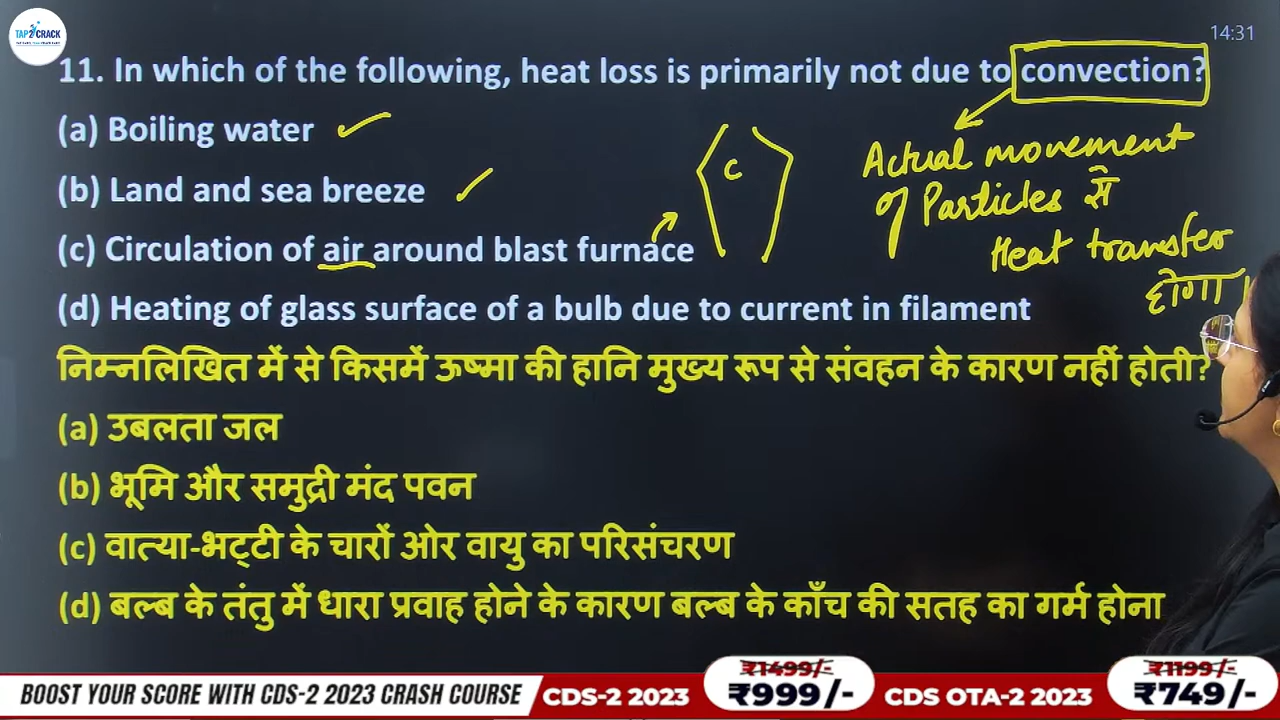 TAP2CRACK
14:31
11. In which of the following, heat loss is primarily not due to convection?
(a) Boiling water
(b) Land and sea breeze
(c) Circulation of air around blast furnace
(d) Heating of glass surface of a bulb due to current in filament
C
Actual movement
of Particles से
Heat transfer
होगा।
निम्नलिखित में से किसमें ऊष्मा की हानि मुख्य रूप से संवहन के कारण नहीं होती?
(a) उबलता जल
(b) भूमि और समुद्री मंद पवन
(c) वात्या-भट्टी के चारों ओर वायु का परिसंचरण
(d) बल्ब के तंतु में धारा प्रवाह होने के कारण बल्ब के काँच की सतह का गर्म होना
BOOST YOUR SCORE WITH CDS-2 2023 CRASH COURSE
CDS-2 2023
₹1499/-
₹999/-
CDS OTA-2 2023
₹1199/-
₹749/-